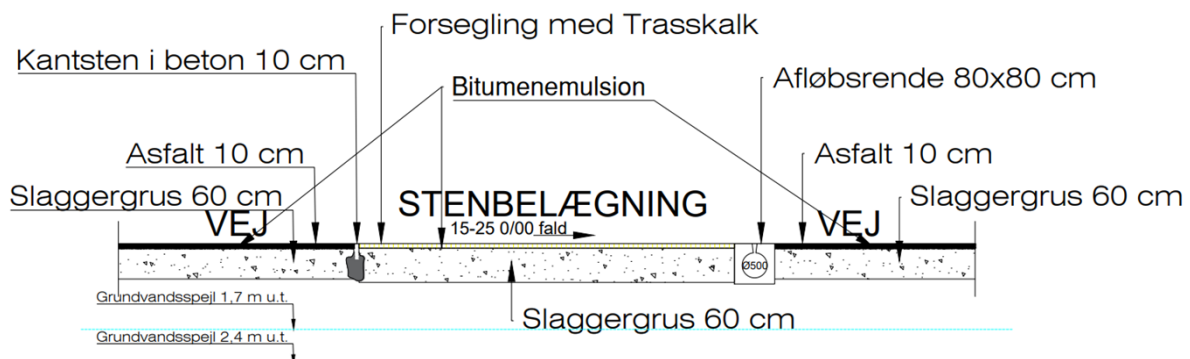 Forsegling med Trasskalk
Kantsten i beton 10 cm
Bitumenemulsion
Afløbsrende 80x80 cm
Asfalt 10 cm
Asfalt 10 cm
Slaggergrus 60 cm
STENBELÆGNING
Slaggergrus 60 cm
VEJ
15-25 0/00 fald
VEJ
Ø500
Grundvandsspejl 1,7 m u.t.
Slaggergrus 60 cm
Grundvandsspejl 2,4 m u.t.